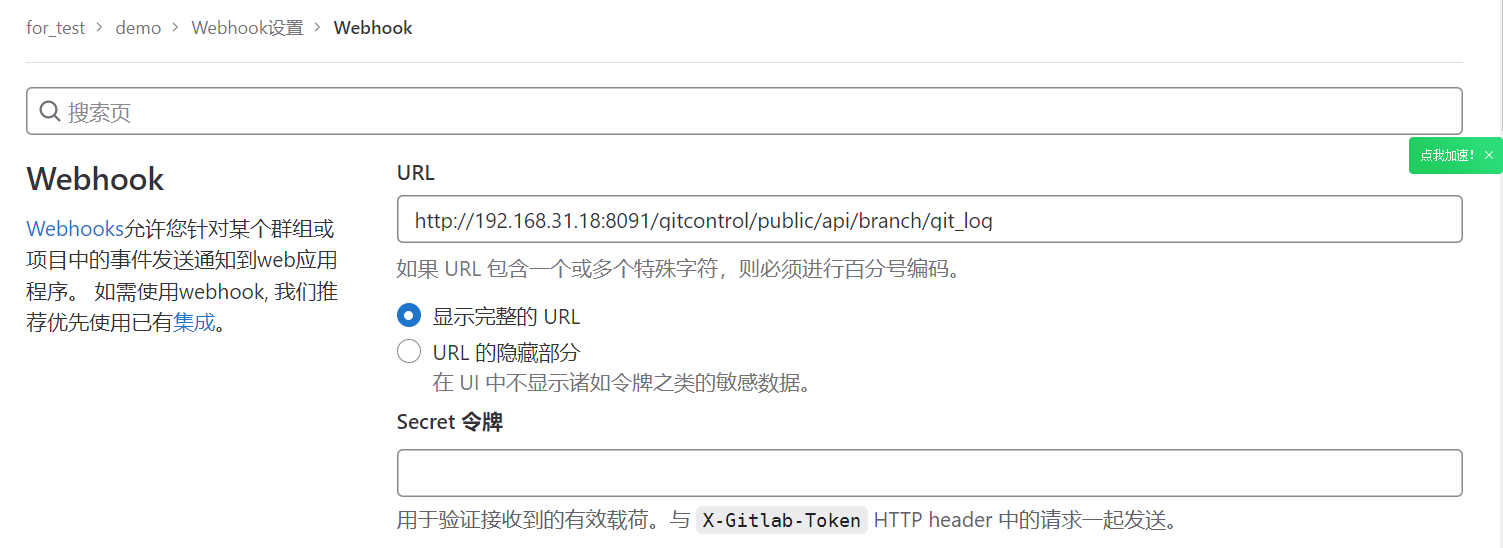 for_test > demo > Webhook设置 > Webhook
搜索页
点我加速! ×
Webhook
Webhooks允许您针对某个群组或
项目中的事件发送通知到web应用
程序。 如需使用webhook, 我们推
荐优先使用已有集成。
URL
http://192.168.31.18:8091/gitcontrol/public/api/branch/git_log
如果 URL 包含一个或多个特殊字符，则必须进行百分号编码。
显示完整的 URL
URL 的隐藏部分
在 UI 中不显示诸如令牌之类的敏感数据。
Secret 令牌
用于验证接收到的有效载荷。与 X-Gitlab-Token HTTP header 中的请求一起发送。